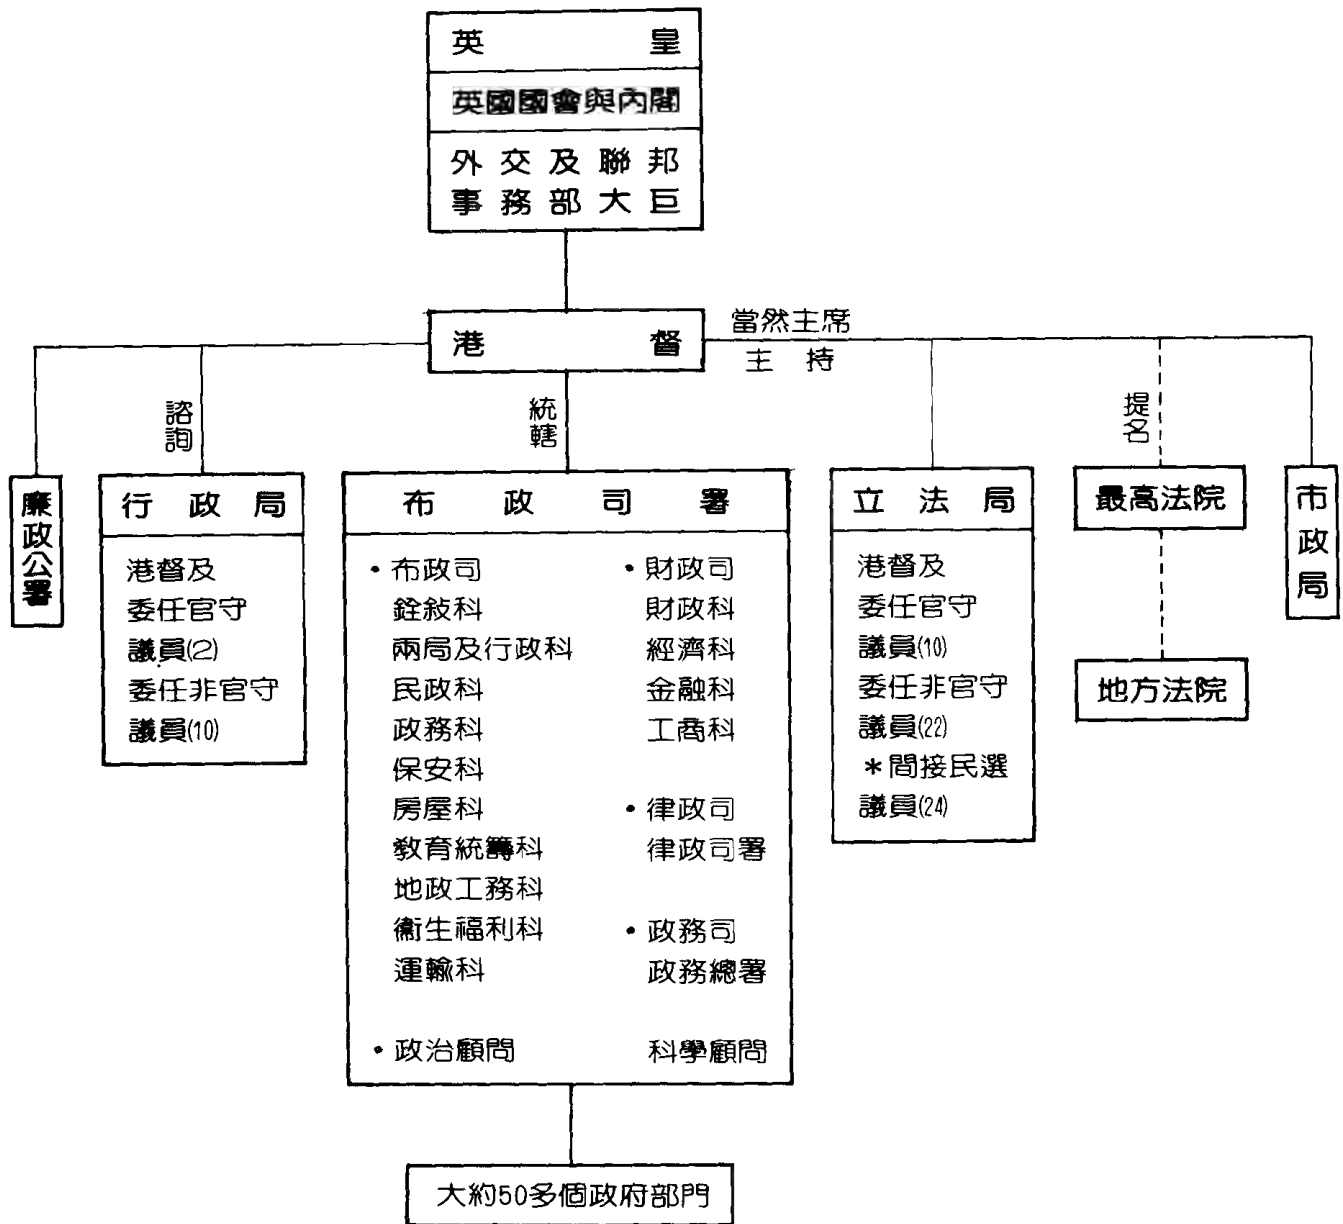 英皇
英國國會與內閣
外交及聯邦
事務部大巨
港督
當然主席
主持
諮詢
統轄
提名
廉政公署
行政局
港督及
委任官守
議員(2)
委任非官守
議員(10)
布政司署
•布政司
銓敍科
兩局及行政科
民政科
政務科
保安科
房屋科
敎育統籌科
地政工務科
衞生福利科
運輸科
•政治顧問
•財政司
財政科
經濟科
金融科
工商科
•律政司
律政司署
•政務司
政務總署
科學顧問
立法局
港督及
委任官守
議員(10)
委任非官守
議員(22)
*間接民選
議員(24)
最高法院
地方法院
市政局
大約50多個政府部門